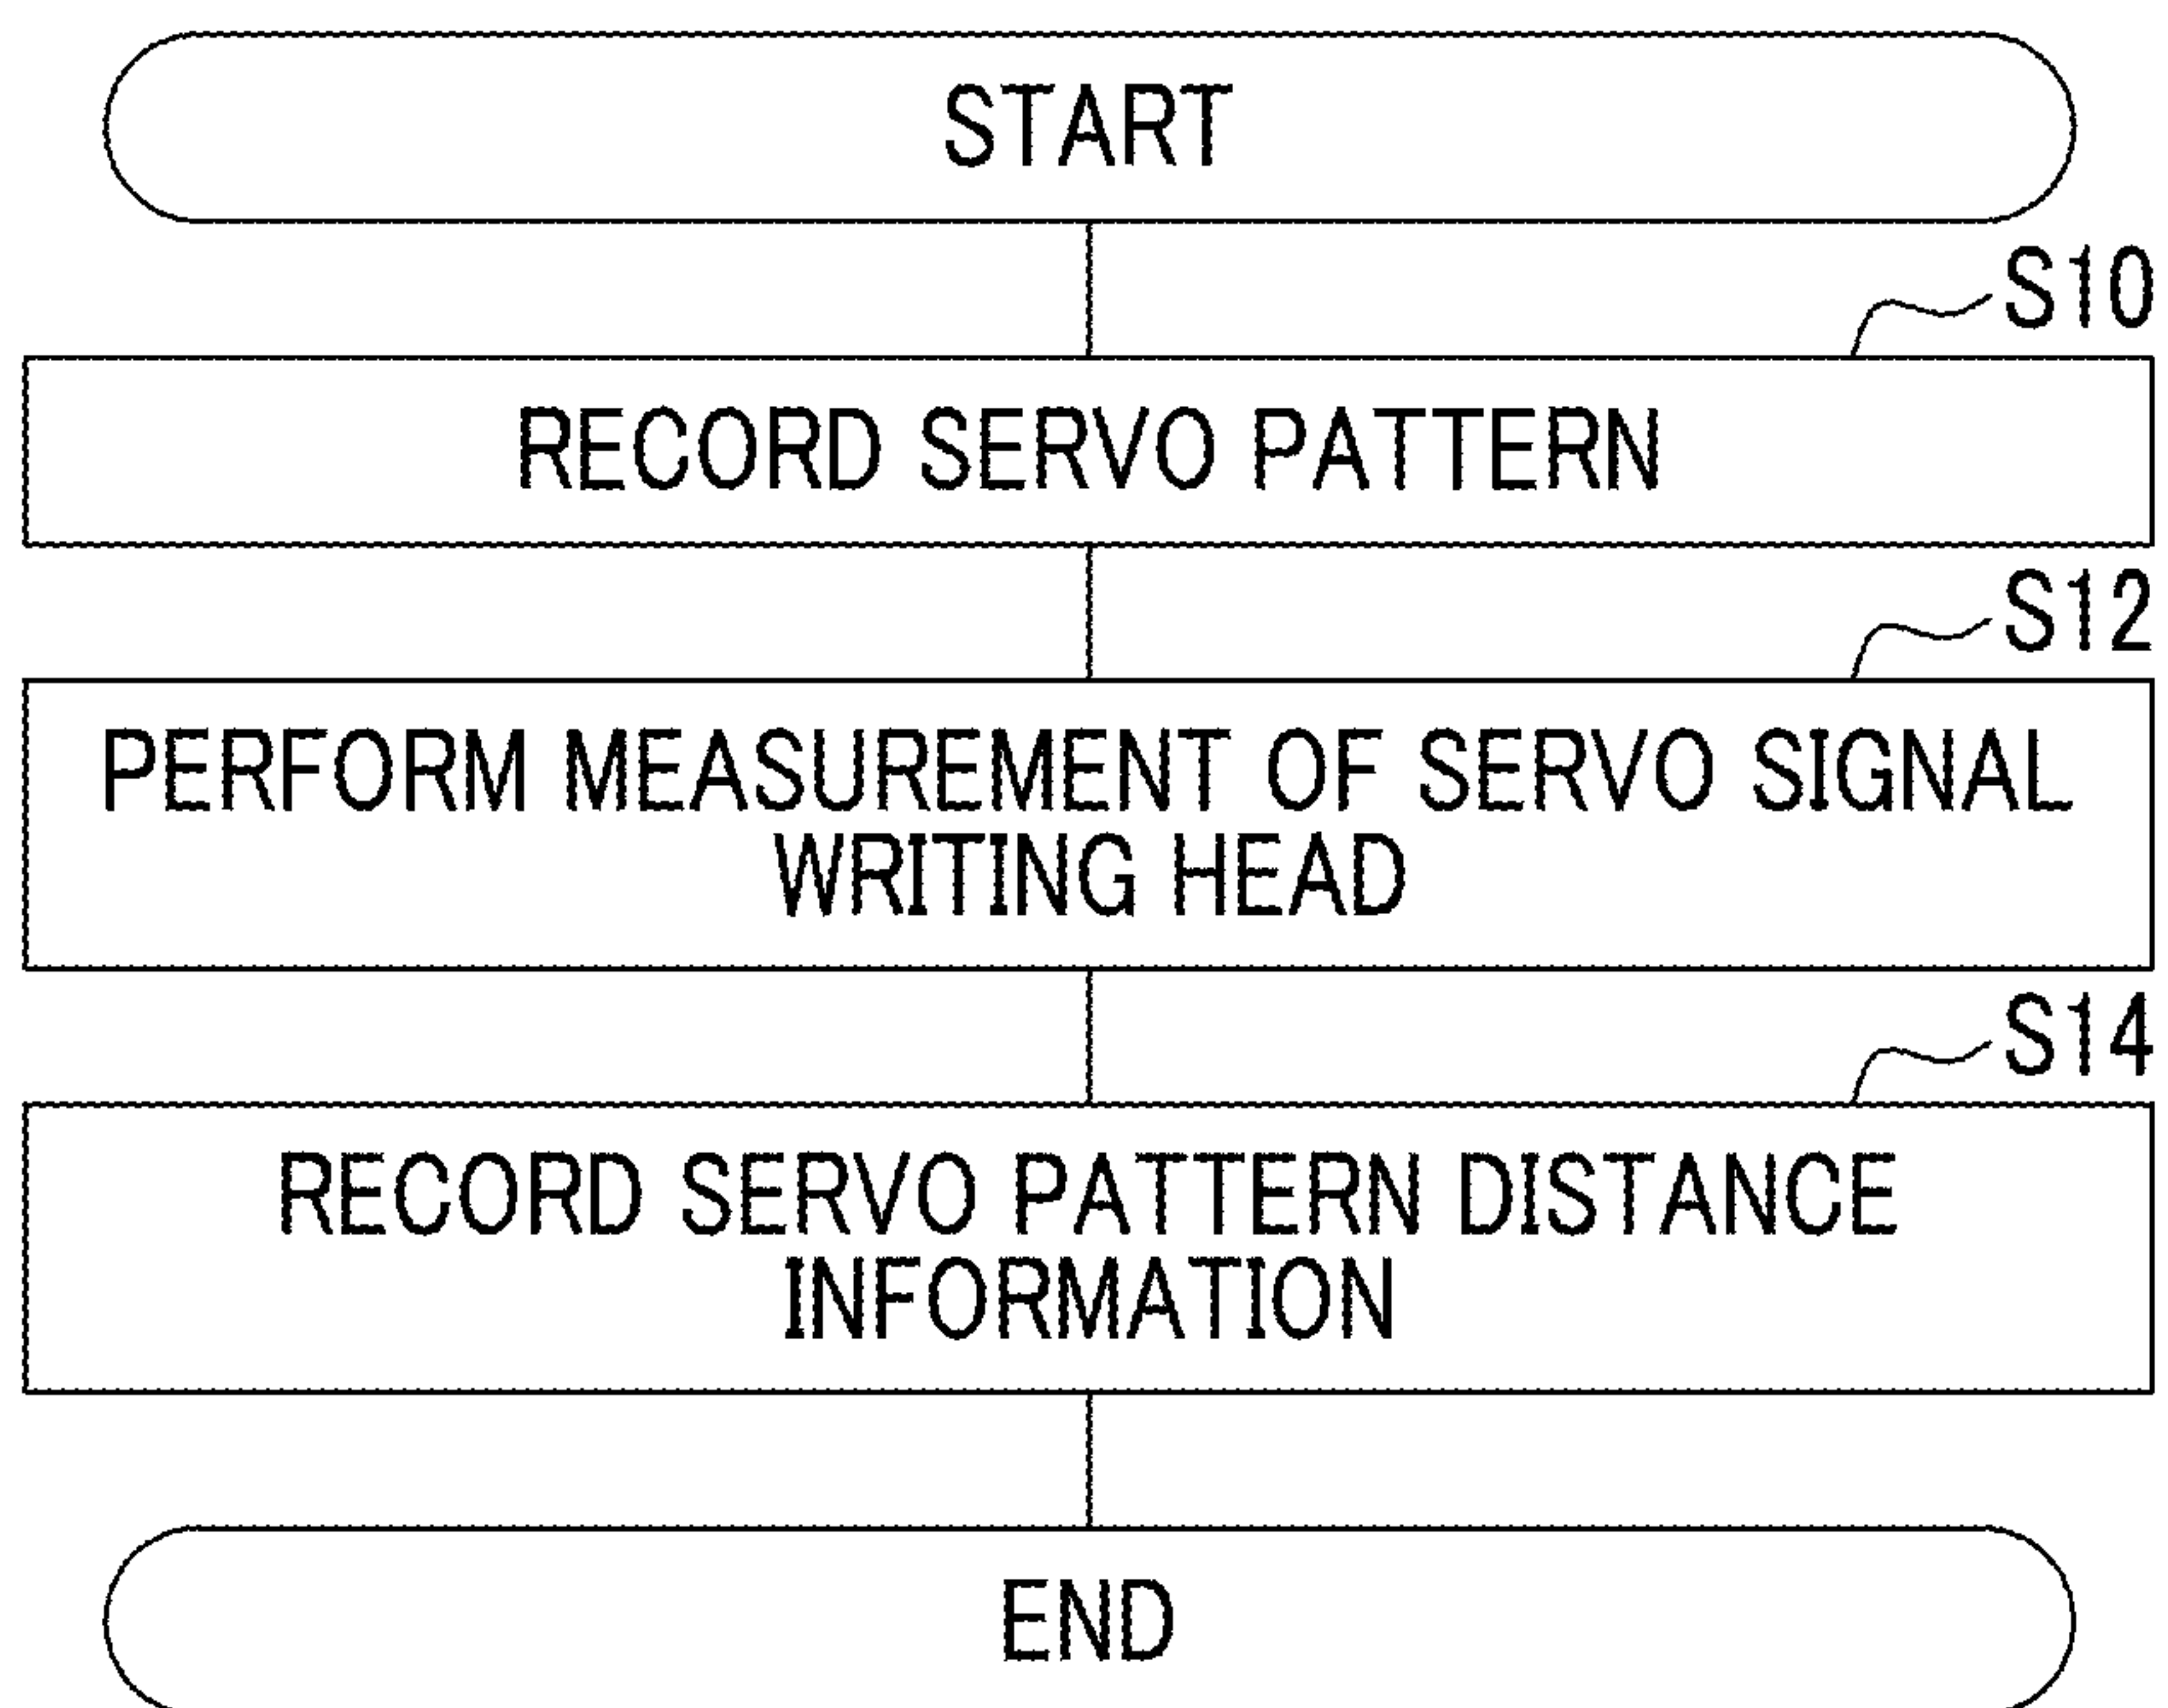 START
S10
RECORD SERVO PATTERN
S12
PERFORM MEASUREMENT OF SERVO SIGNAL
WRITING HEAD
S14
RECORD SERVO PATTERN DISTANCE
INFORMATION
END